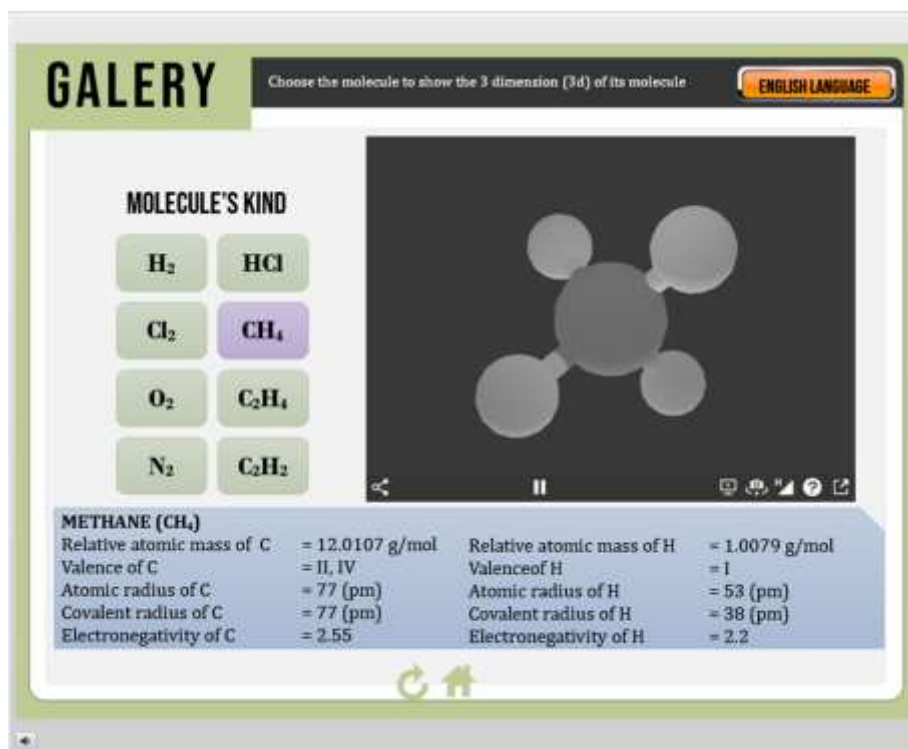 GALERY
Choose the molecule to show the 3 dimension (3d) of its molecule
ENGLISH LANGUAGE
MOLECULE'S KIND
H₂ HCl
Cl₂ CH₄
O₂ C₂H₄
N₂ C₂H₂
METHANE (CH₄)
Relative atomic mass of C = 12.0107 g/mol Relative atomic mass of H = 1.0079 g/mol
Valence of C = II, IV Valenceof H = I
Atomic radius of C = 77 (pm) Atomic radius of H = 53 (pm)
Covalent radius of C = 77 (pm) Covalent radius of H = 38 (pm)
Electronegativity of C = 2.55 Electronegativity of H = 2.2